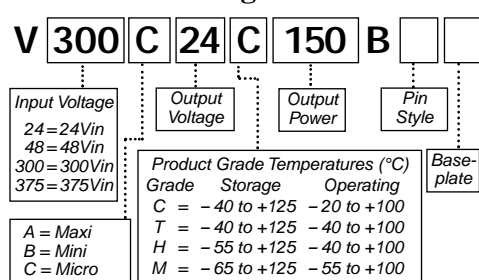 V 300 C 24 C 150 B
Input Voltage
24=24Vin
48=48Vin
300=300Vin
375=375Vin
Output
Voltage
Output
Power
Pin
Style
Base-
plate
A = Maxi
B = Mini
C = Micro
Product Grade Temperatures (°C)
Grade Storage Operating
C = – 40 to +125 – 20 to +100
T = – 40 to +125 – 40 to +100
H = – 55 to +125 – 40 to +100
M = – 65 to +125 – 55 to +100